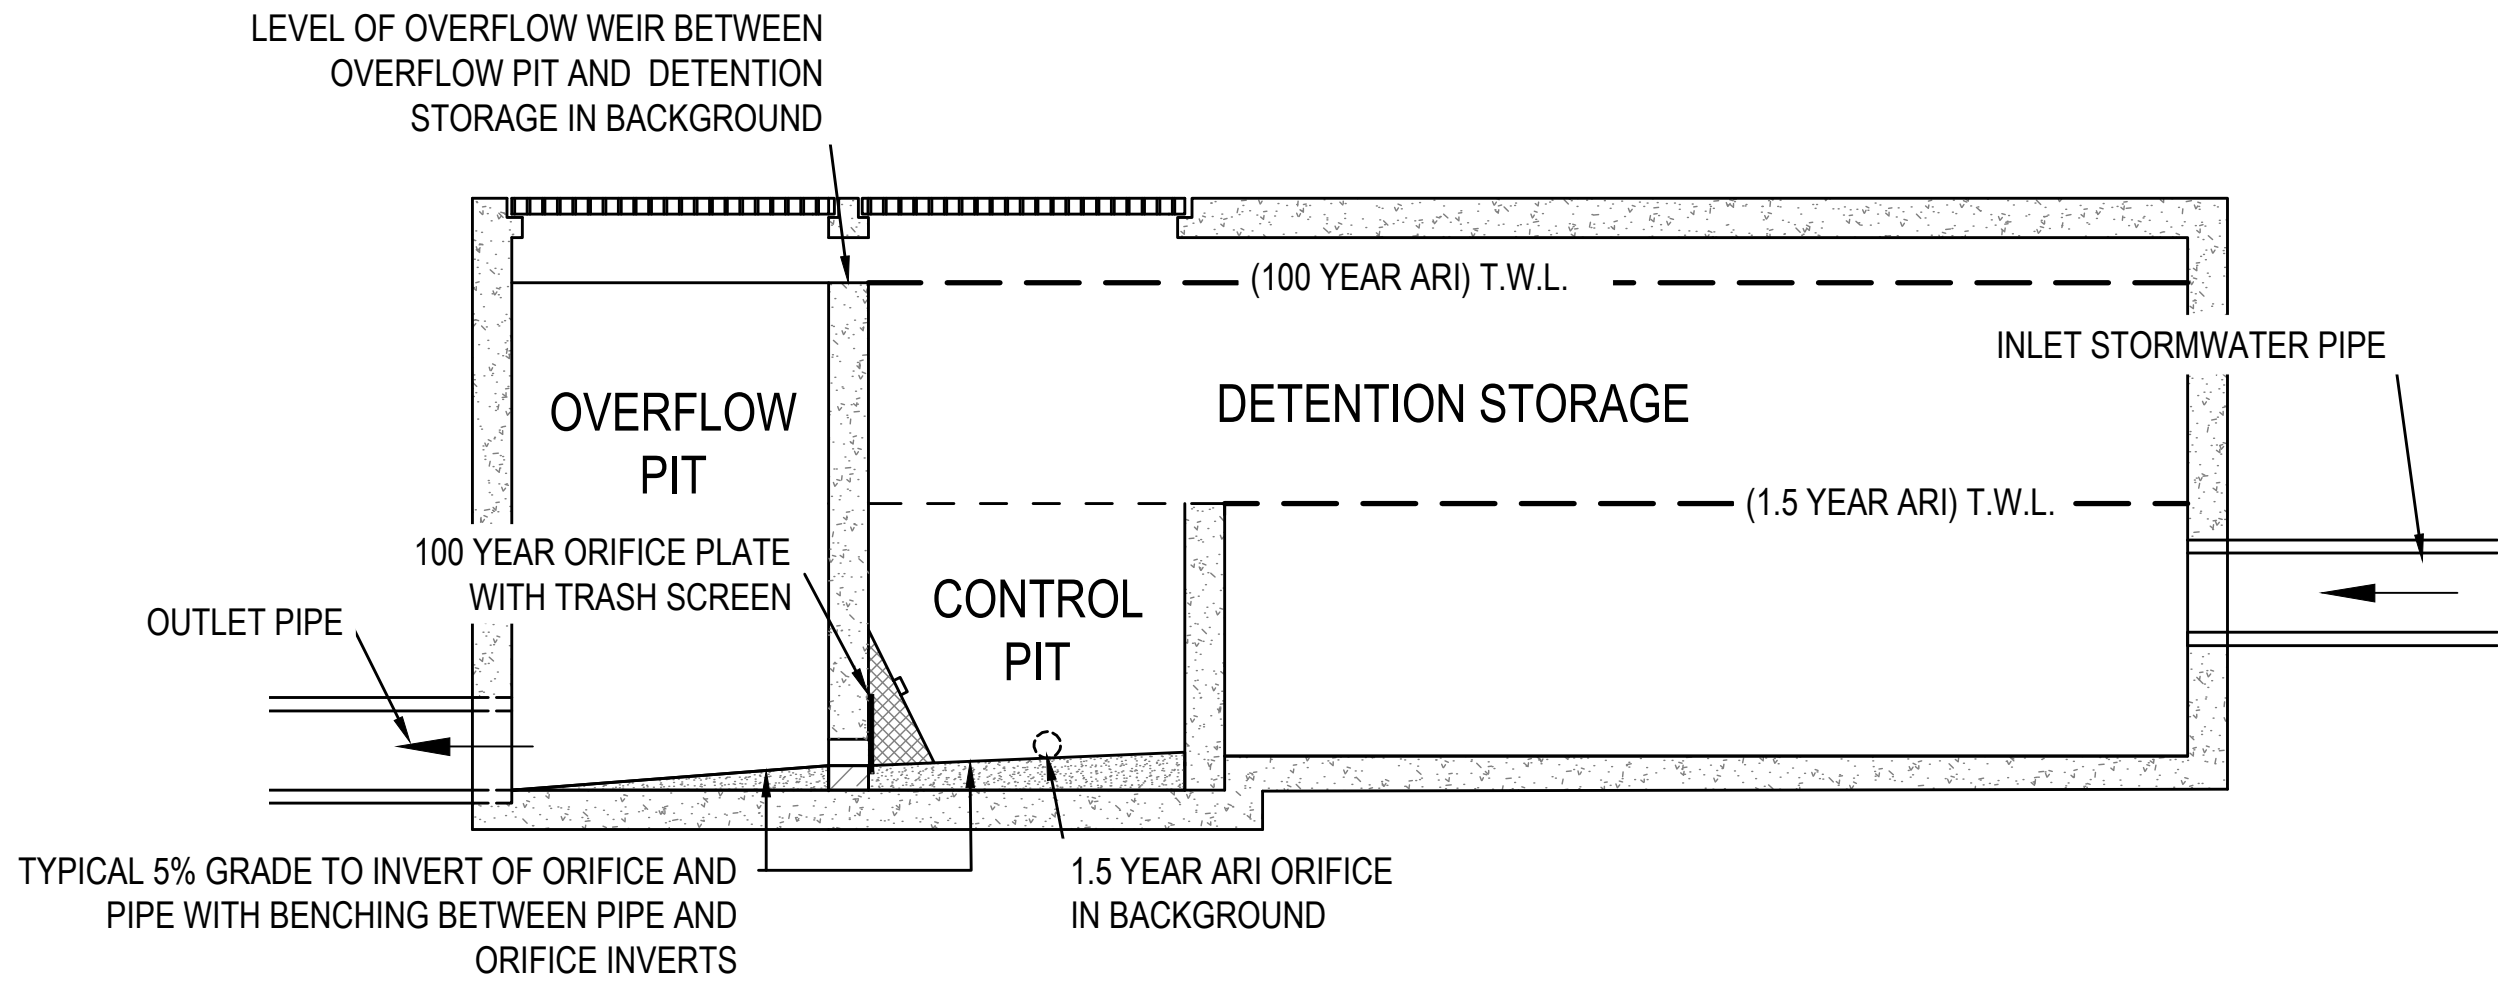 LEVEL OF OVERFLOW WEIR BETWEEN
OVERFLOW PIT AND DETENTION
STORAGE IN BACKGROUND
(100 YEAR ARI) T.W.L.
INLET STORMWATER PIPE
DETENTION STORAGE
OVERFLOW
PIT
(1.5 YEAR ARI) T.W.L.
100 YEAR ORIFICE PLATE
WITH TRASH SCREEN
CONTROL
PIT
OUTLET PIPE
TYPICAL 5% GRADE TO INVERT OF ORIFICE AND
PIPE WITH BENCHING BETWEEN PIPE AND
ORIFICE INVERTS
1.5 YEAR ARI ORIFICE
IN BACKGROUND